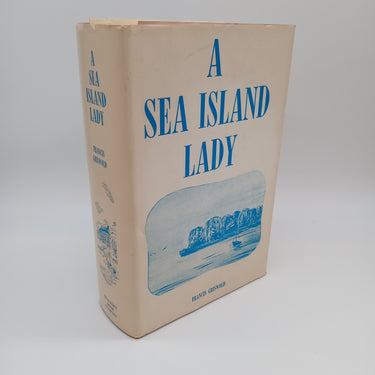 A
SEA ISLAND
LADY
FRANCIS GRISWOLD
A
SEA
ISLAND
LADY
FRANCIS
GRISWOLD